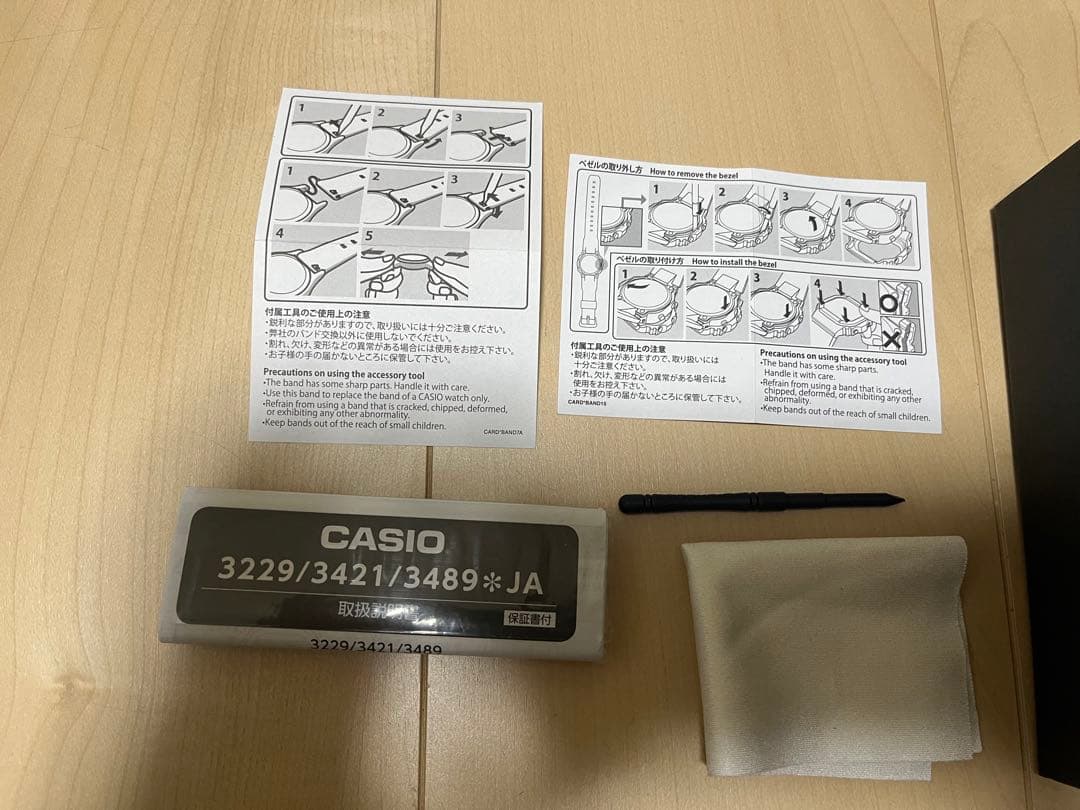 1
2
3
1
2
3
4
5
付属工具のご使用上の注意
・鋭利な部分がありますので、取り扱いには十分ご注意ください。
・弊社のバンド交換以外に使用しないでください。
・割れ、欠け、変形などの異常がある場合には使用をお控え下さい。
・お子様の手の届かないところに保管して下さい。
Precautions on using the accessory tool
•The band has some sharp parts. Handle it with care.
•Use this band to replace the band of a CASIO watch only.
•Refrain from using a band that is cracked, chipped, deformed,
or exhibiting any other abnormality.
•Keep bands out of the reach of small children.
CARD*BAND7A
ベゼルの取り外し方 How to remove the bezel
1
2
3
4
ベゼルの取り付け方 How to install the bezel
1
2
3
4
付属工具のご使用上の注意
・鋭利な部分がありますので、取り扱いには
十分ご注意ください。
・割れ、欠け、変形などの異常がある場合には
使用をお控え下さい。
・お子様の手の届かないところに保管して下さい。
CARD*BAND15
Precautions on using the accessory tool
•The band has some sharp parts.
Handle it with care.
•Refrain from using a band that is cracked,
chipped, deformed, or exhibiting any other
abnormality.
•Keep bands out of the reach of small children.
CASIO
3229/3421/3489＊JA
取扱説明書
保証書付
3229/3421/3489